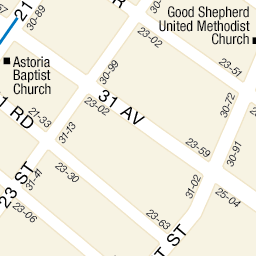 21
R
30-89
23-02
Good Shepherd
United Methodist
Church
23-51
Astoria
Baptist
Church
30-99
30-72
1 RD
21-33
23-02
31 AV
31-13
23-59
30-91
31-41
23 ST
23-30
31-02
25-04
23-06
23-63
T ST